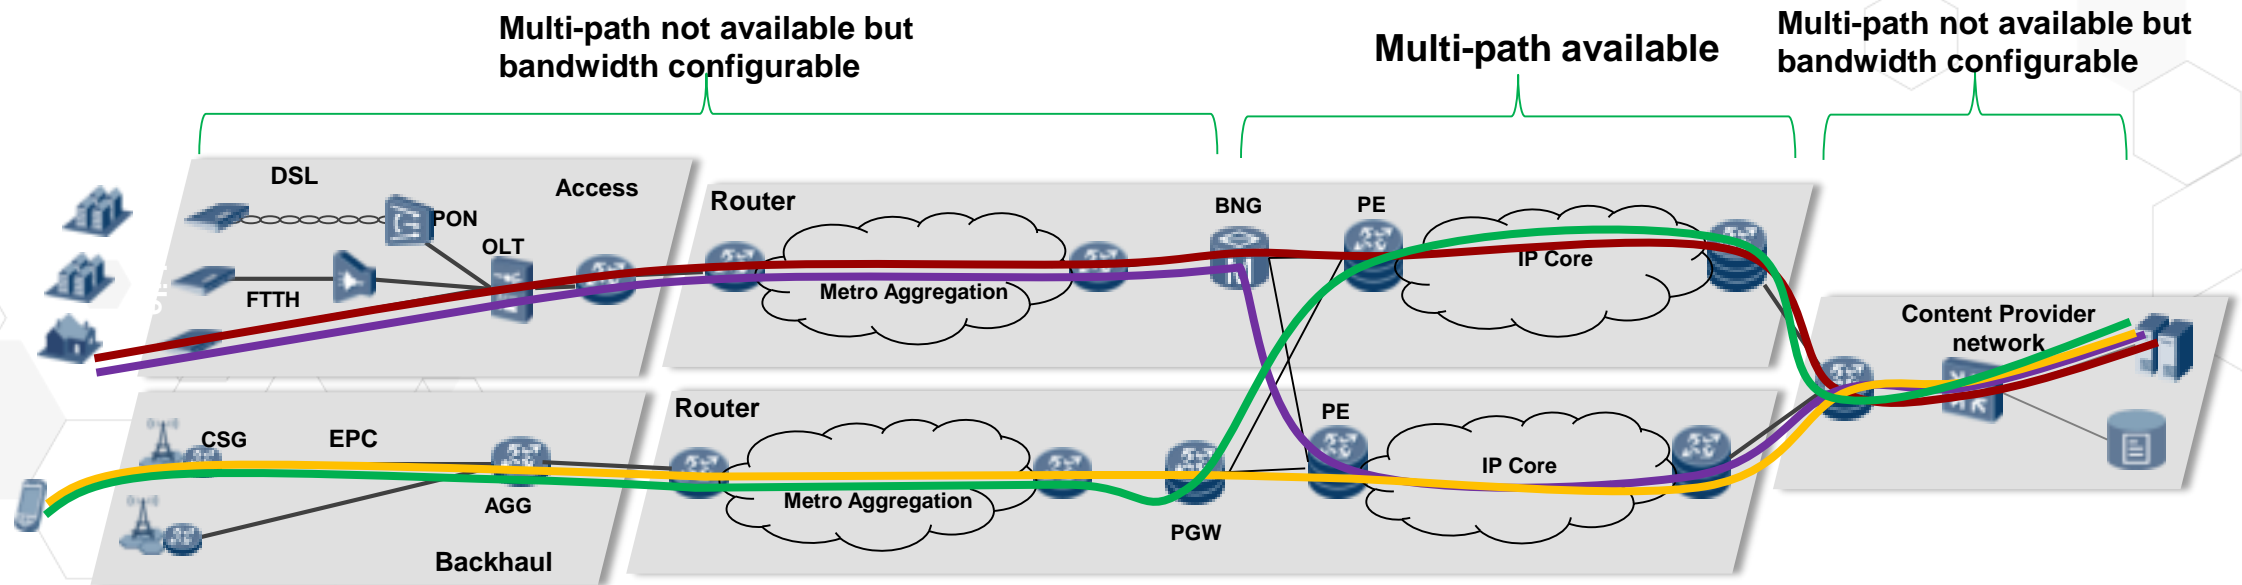 Multi-path not available but
bandwidth configurable
Multi-path available
Multi-path not available but
bandwidth configurable
DSL
Access
PON
OLT
FTTH
Router
Metro Aggregation
BNG
PE
IP Core
Content Provider
network
CSG
EPC
AGG
Backhaul
Router
Metro Aggregation
PGW
PE
IP Core